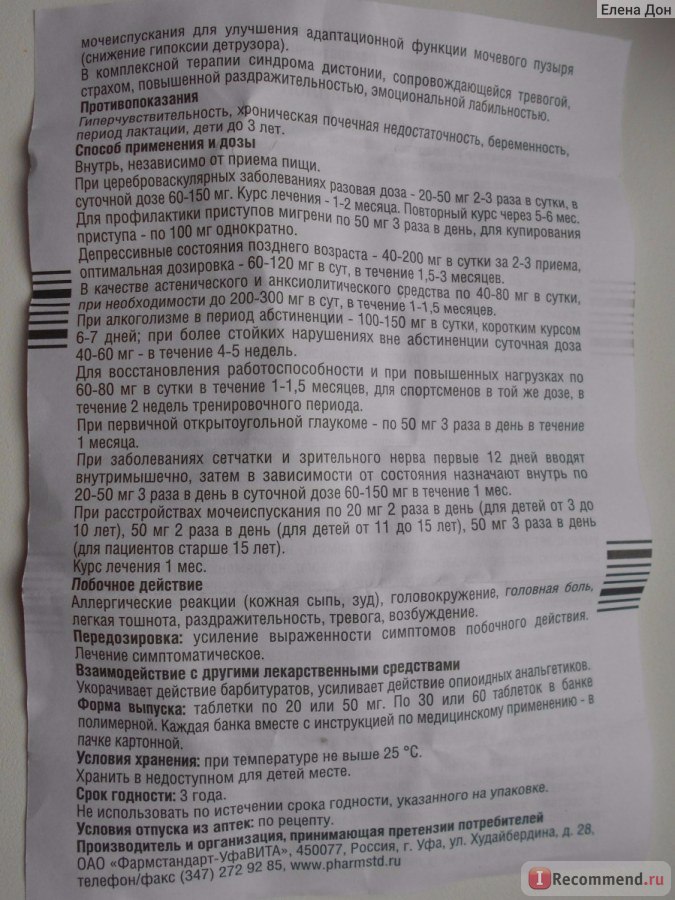 Елена Дон
мочеиспускания для улучшения адаптационной функции мочевого пузыря
(снижение гипоксии детрузора).
В комплексной терапии синдрома дистонии, сопровождающейся тревогой,
страхом, повышенной раздражительностью, эмоциональной лабильностью.
Противопоказания
Гиперчувствительность, хроническая почечная недостаточность, беременность,
период лактации, дети до 3 лет.
Способ применения и дозы
Внутрь, независимо от приема пищи.
При цереброваскулярных заболеваниях разовая доза - 20-50 мг 2-3 раза в сутки, в
суточной дозе 60-150 мг. Курс лечения - 1-2 месяца. Повторный курс через 5-6 мес.
Для профилактики приступов мигрени по 50 мг 3 раза в день, для купирования
приступа - по 100 мг однократно.
Депрессивные состояния позднего возраста - 40-200 мг в сутки за 2-3 приема,
оптимальная дозировка - 60-120 мг в сут, в течение 1,5-3 месяцев.
В качестве астенического и анксиолитического средства по 40-80 мг в сутки,
при необходимости до 200-300 мг в сут, в течение 1-1,5 месяцев.
При алкоголизме в период абстиненции - 100-150 мг в сутки, коротким курсом
6-7 дней; при более стойких нарушениях вне абстиненции суточная доза
40-60 мг - в течение 4-5 недель.
Для восстановления работоспособности и при повышенных нагрузках по
60-80 мг в сутки в течение 1-1,5 месяцев, для спортсменов в той же дозе, в
течение 2 недель тренировочного периода.
При первичной открытоугольной глаукоме - по 50 мг 3 раза в день в течение
1 месяца.
При заболеваниях сетчатки и зрительного нерва первые 12 дней вводят
внутримышечно, затем в зависимости от состояния назначают внутрь по
20-50 мг 3 раза в день в суточной дозе 60-150 мг в течение 1 мес.
При расстройствах мочеиспускания по 20 мг 2 раза в день (для детей от 3 до
10 лет), 50 мг 2 раза в день (для детей от 11 до 15 лет), 50 мг 3 раза в день
(для пациентов старше 15 лет).
Курс лечения 1 мес.
Побочное действие
Аллергические реакции (кожная сыпь, зуд), головокружение, головная боль,
легкая тошнота, раздражительность, тревога, возбуждение.
Передозировка: усиление выраженности симптомов побочного действия.
Лечение симптоматическое.
Взаимодействие с другими лекарственными средствами
Укорачивает действие барбитуратов, усиливает действие опиоидных анальгетиков.
Форма выпуска: таблетки по 20 или 50 мг. По 30 или 60 таблеток в банке
полимерной. Каждая банка вместе с инструкцией по медицинскому применению - в
пачке картонной.
Условия хранения: при температуре не выше 25 °С.
Хранить в недоступном для детей месте.
Срок годности: 3 года.
Не использовать по истечении срока годности, указанного на упаковке.
Условия отпуска из аптек: по рецепту.
Производитель и организация, принимающая претензии потребителей
ОАО «Фармстандарт-УфаВИТА», 450077, Россия, г. Уфа, ул. Худайбердина, д. 28,
телефон/факс (347) 272 92 85, www.pharmstd.ru
I Recommend.ru